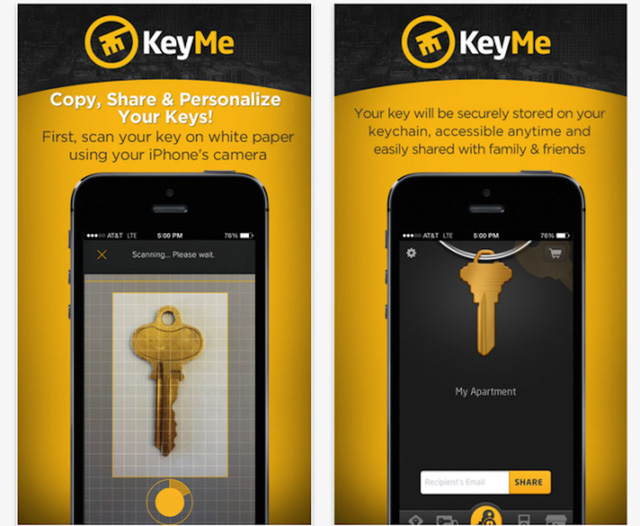 KeyMe
Copy, Share & Personalize
Your Keys!
First, scan your key on white paper
using your iPhone's camera
AT&T LTE 5:00 PM 76%
Scanning... Please wait.
KeyMe
Your key will be securely stored on your
keychain, accessible anytime and
easily shared with family & friends
AT&T LTE 5:00 PM 76%
My Apartment
Recipient's Email SHARE